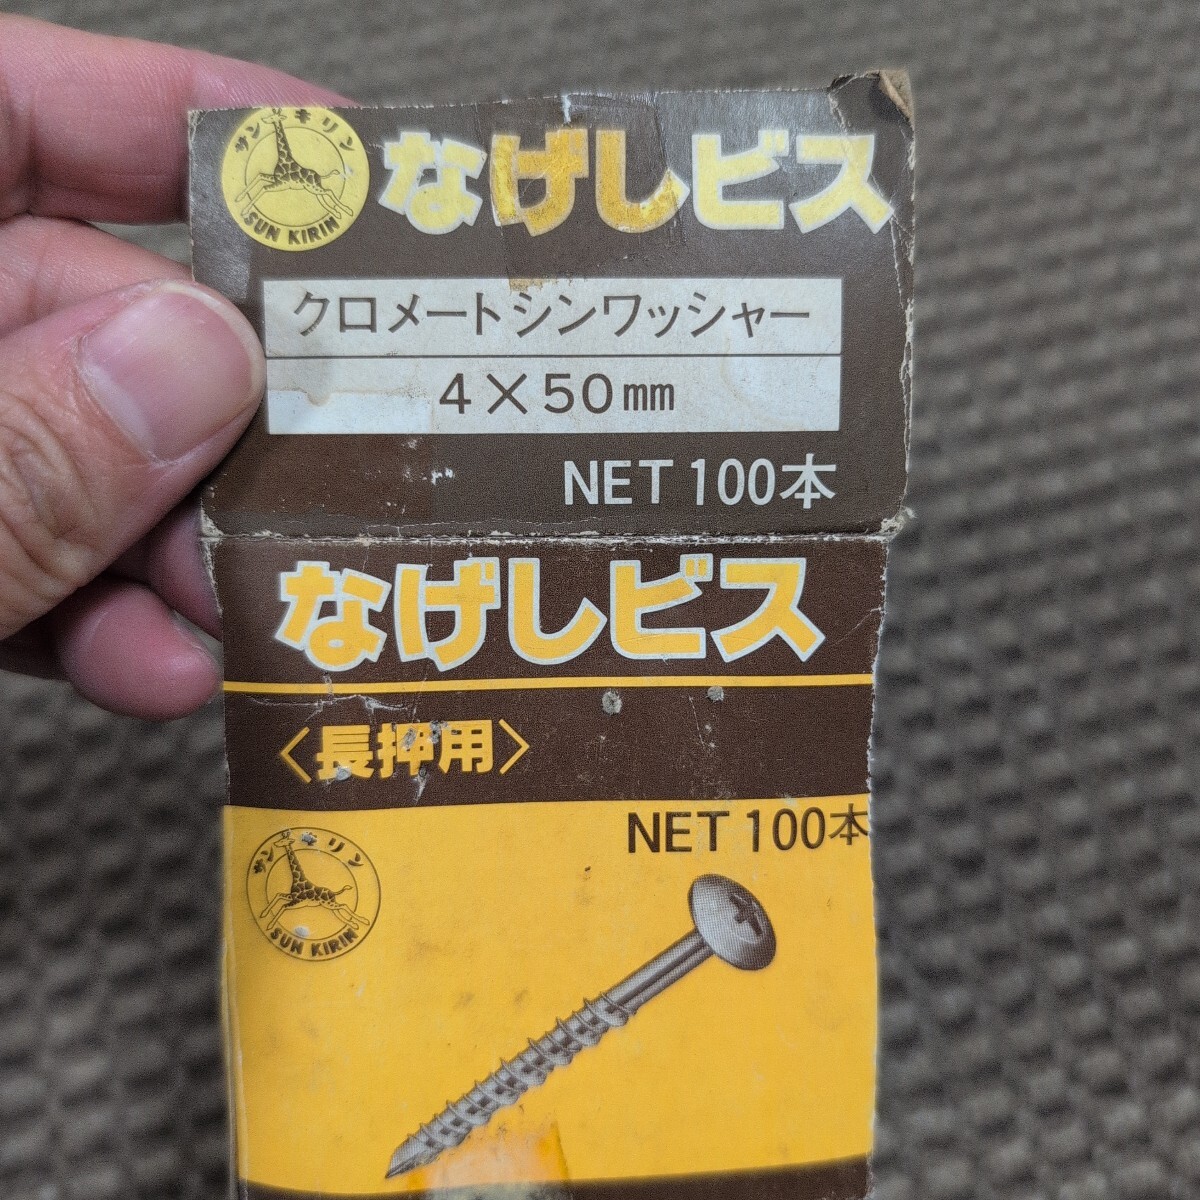 サンキリン
SUN KIRIN
なげしビス
クロメートシンワッシャー
4×50mm
NET 100本
なげしビス
〈長押用〉
NET 100本
サンキリン
SUN KIRIN